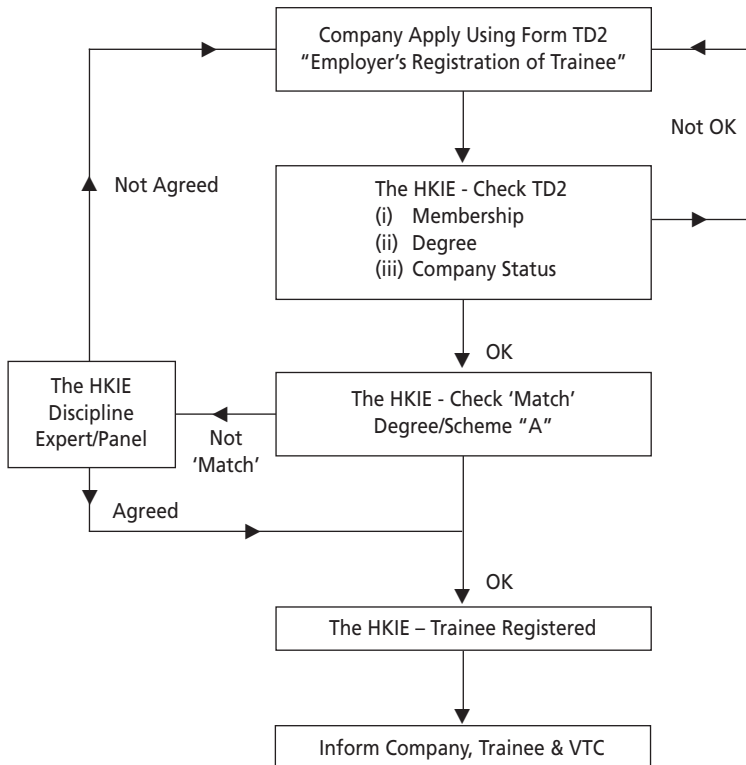 Company Apply Using Form TD2
“Employer’s Registration of Trainee”
Not OK
Not Agreed
The HKIE - Check TD2
(i) Membership
(ii) Degree
(iii) Company Status
OK
The HKIE
Discipline
Expert/Panel
Not
‘Match’
The HKIE - Check ‘Match’
Degree/Scheme “A”
Agreed
OK
The HKIE – Trainee Registered
Inform Company, Trainee & VTC